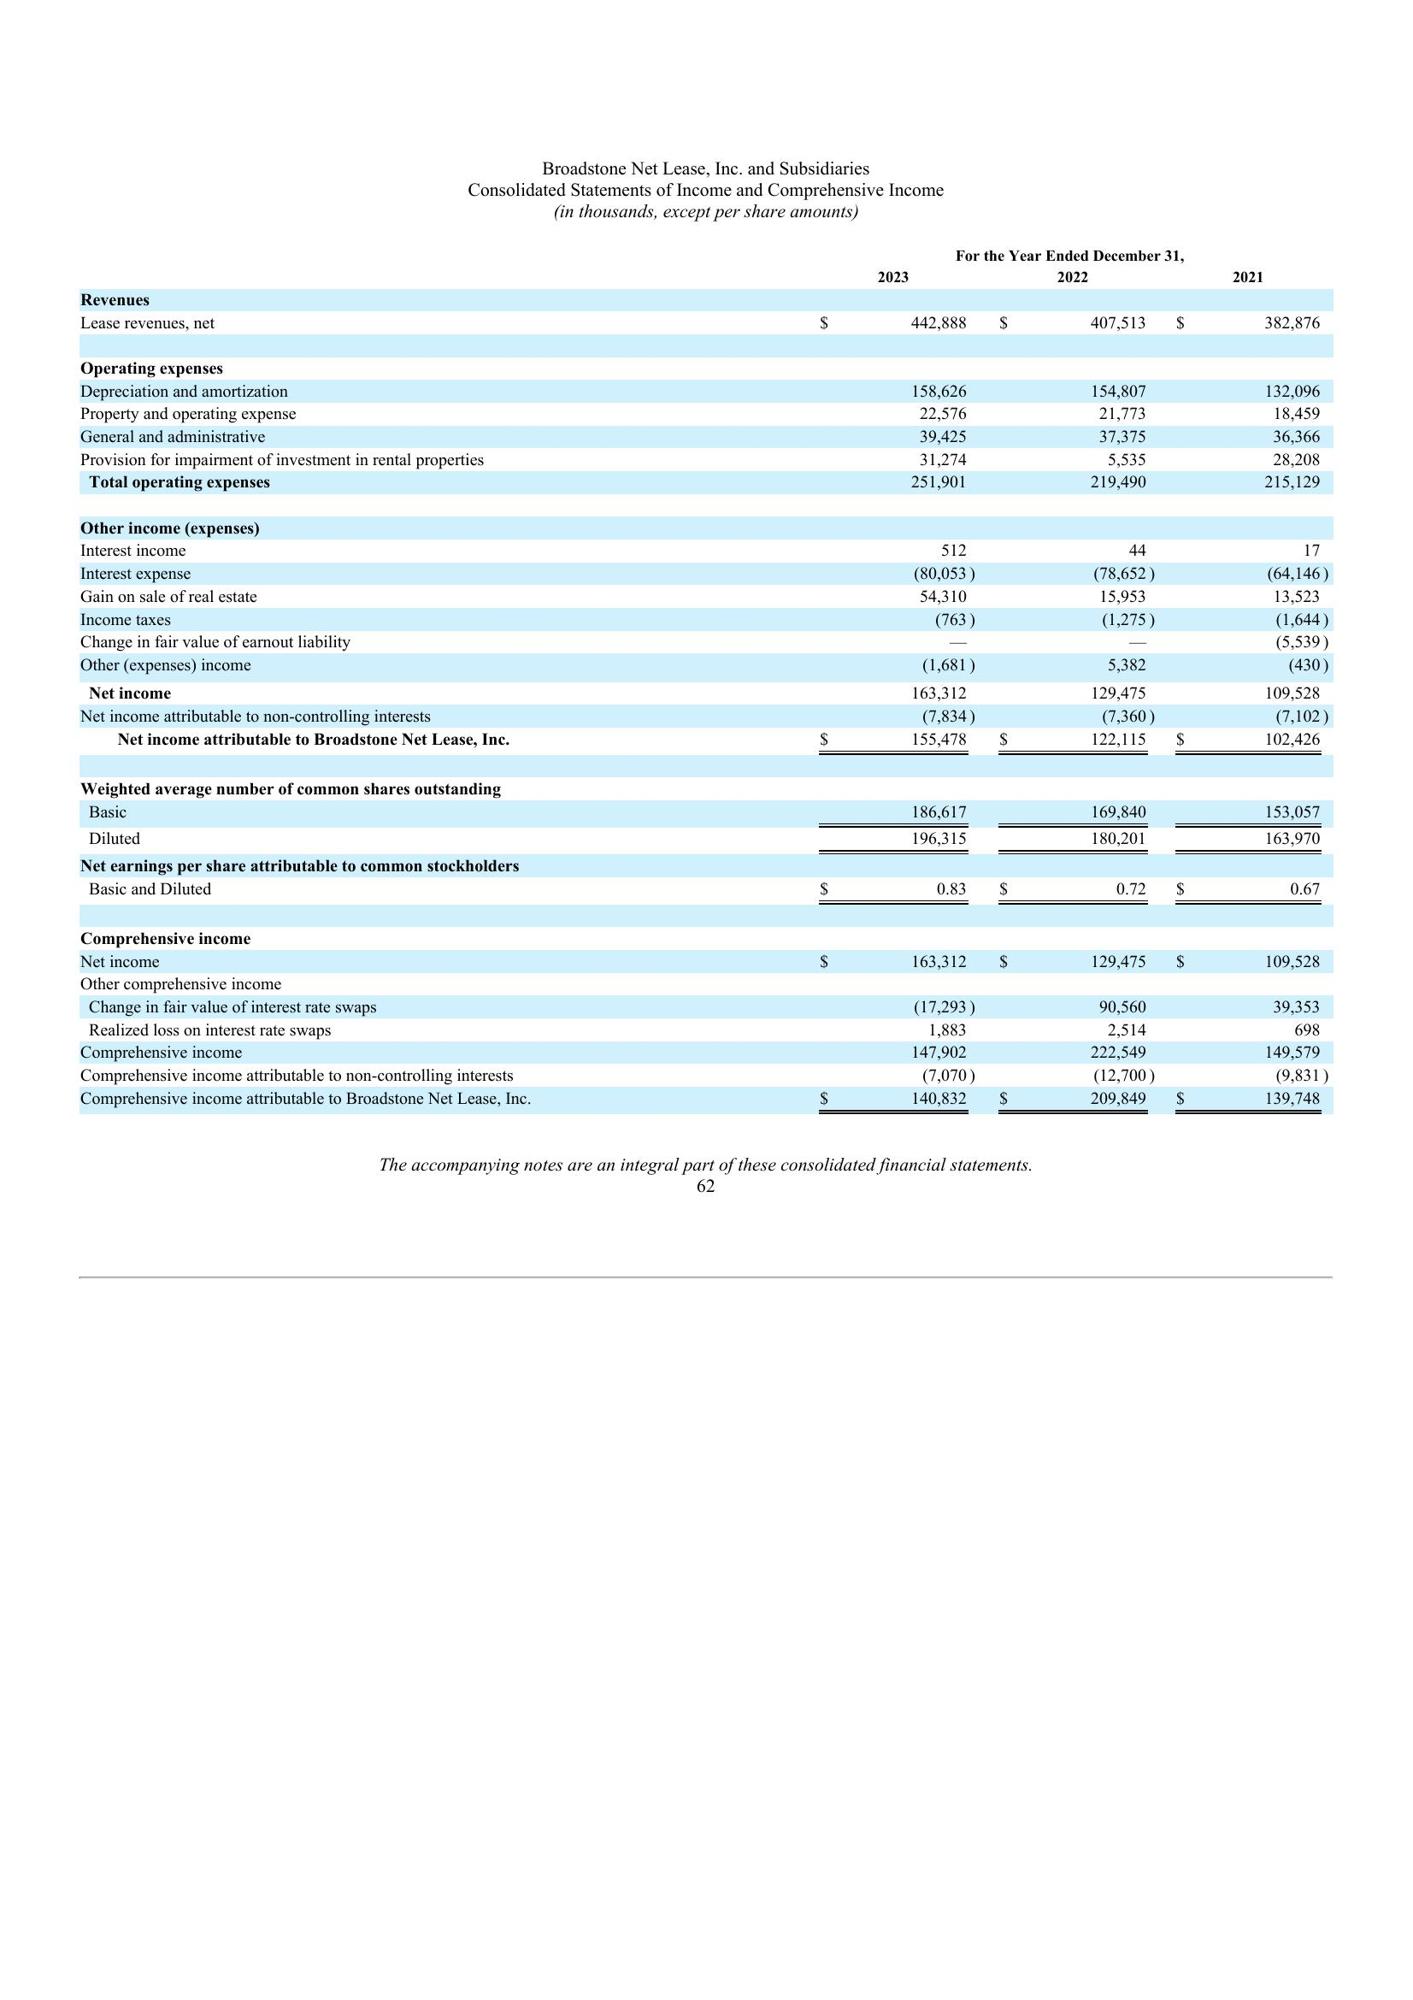 Broadstone Net Lease, Inc. and Subsidiaries
Consolidated Statements of Income and Comprehensive Income
(in thousands, except per share amounts)
For the Year Ended December 31,
2023 2022 2021
Revenues
Lease revenues, net $ 442,888 $ 407,513 $ 382,876
Operating expenses
Depreciation and amortization 158,626 154,807 132,096
Property and operating expense 22,576 21,773 18,459
General and administrative 39,425 37,375 36,366
Provision for impairment of investment in rental properties 31,274 5,535 28,208
Total operating expenses 251,901 219,490 215,129
Other income (expenses)
Interest income 512 44 17
Interest expense (80,053 ) (78,652 ) (64,146 )
Gain on sale of real estate 54,310 15,953 13,523
Income taxes (763 ) (1,275 ) (1,644 )
Change in fair value of earnout liability — — (5,539 )
Other (expenses) income (1,681 ) 5,382 (430 )
Net income 163,312 129,475 109,528
Net income attributable to non-controlling interests (7,834 ) (7,360 ) (7,102 )
Net income attributable to Broadstone Net Lease, Inc. $ 155,478 $ 122,115 $ 102,426
Weighted average number of common shares outstanding
Basic 186,617 169,840 153,057
Diluted 196,315 180,201 163,970
Net earnings per share attributable to common stockholders
Basic and Diluted $ 0.83 $ 0.72 $ 0.67
Comprehensive income
Net income $ 163,312 $ 129,475 $ 109,528
Other comprehensive income
Change in fair value of interest rate swaps (17,293 ) 90,560 39,353
Realized loss on interest rate swaps 1,883 2,514 698
Comprehensive income 147,902 222,549 149,579
Comprehensive income attributable to non-controlling interests (7,070 ) (12,700 ) (9,831 )
Comprehensive income attributable to Broadstone Net Lease, Inc. $ 140,832 $ 209,849 $ 139,748
The accompanying notes are an integral part of these consolidated financial statements.
62